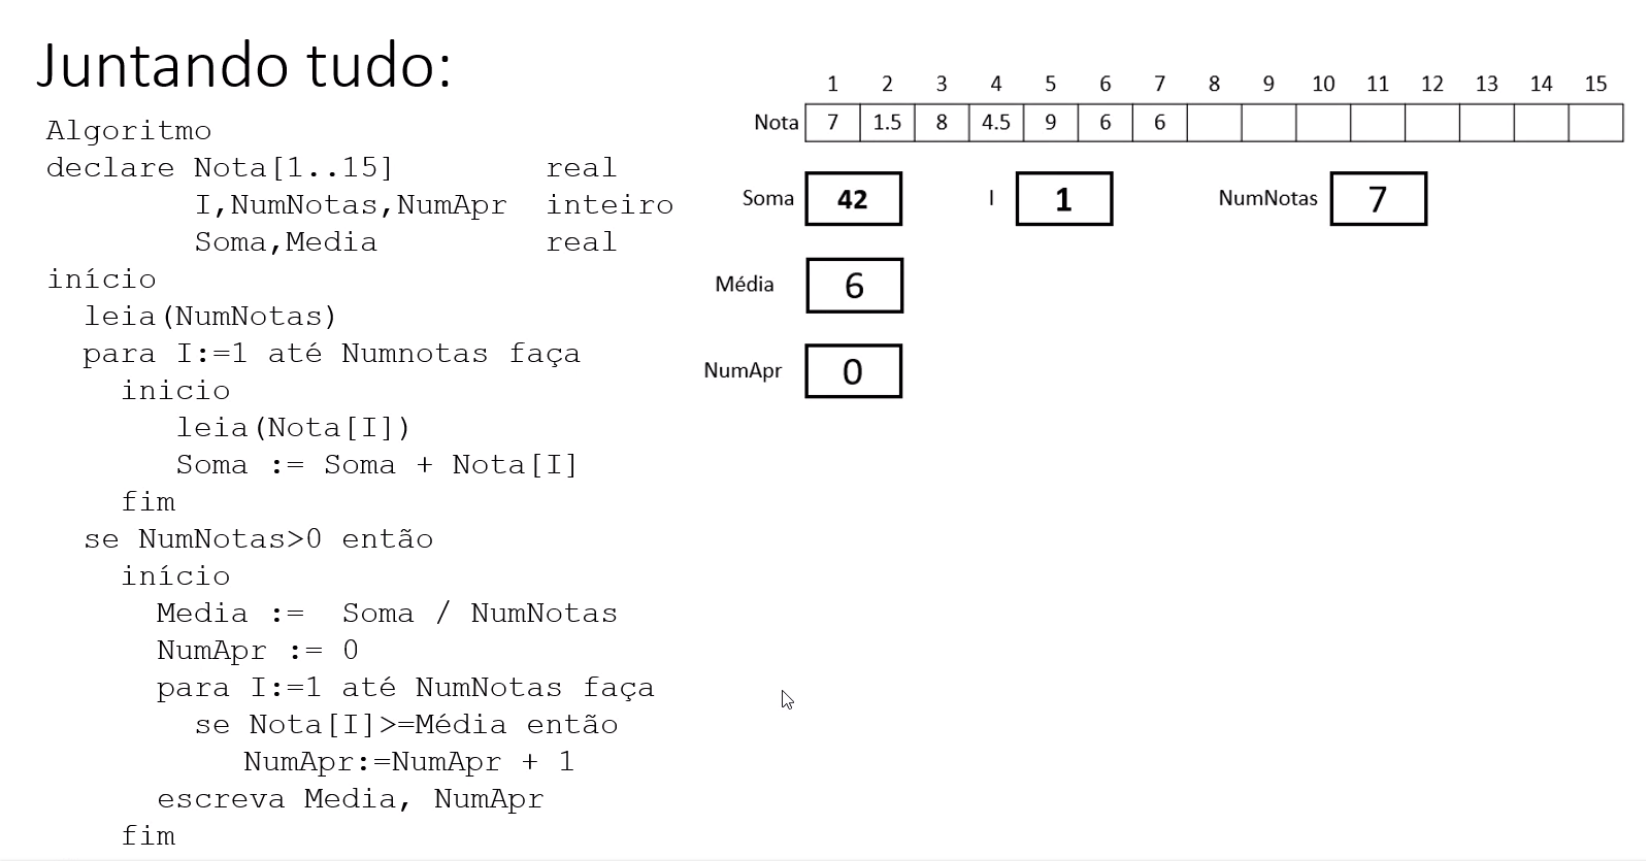 Juntando tudo:
Algoritmo
declare Nota[1..15] real
I,NumNotas,NumApr inteiro
Soma,Media real
início
leia(NumNotas)
para I:=1 até Numnotas faça
inicio
leia(Nota[I])
Soma := Soma + Nota[I]
fim
se NumNotas>0 então
início
Media := Soma / NumNotas
NumApr := 0
para I:=1 até NumNotas faça
se Nota[I]>=Média então
NumApr:=NumApr + 1
escreva Media, NumApr
fim
1 2 3 4 5 6 7 8 9 10 11 12 13 14 15
Nota 7 1.5 8 4.5 9 6 6
Soma 42 I 1 NumNotas 7
Média 6
NumApr 0